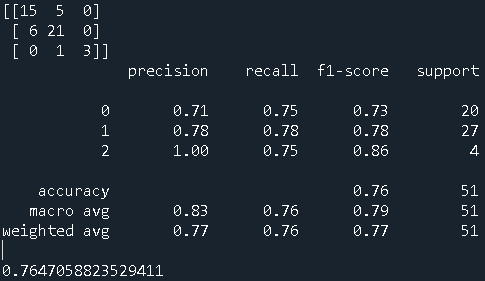 [[15  5  0]
 [ 6 21  0]
 [ 0  1  3]]
              precision    recall  f1-score   support

           0       0.71      0.75      0.73        20
           1       0.78      0.78      0.78        27
           2       1.00      0.75      0.86         4

    accuracy                           0.76        51
   macro avg       0.83      0.76      0.79        51
weighted avg       0.77      0.76      0.77        51

0.7647058823529411